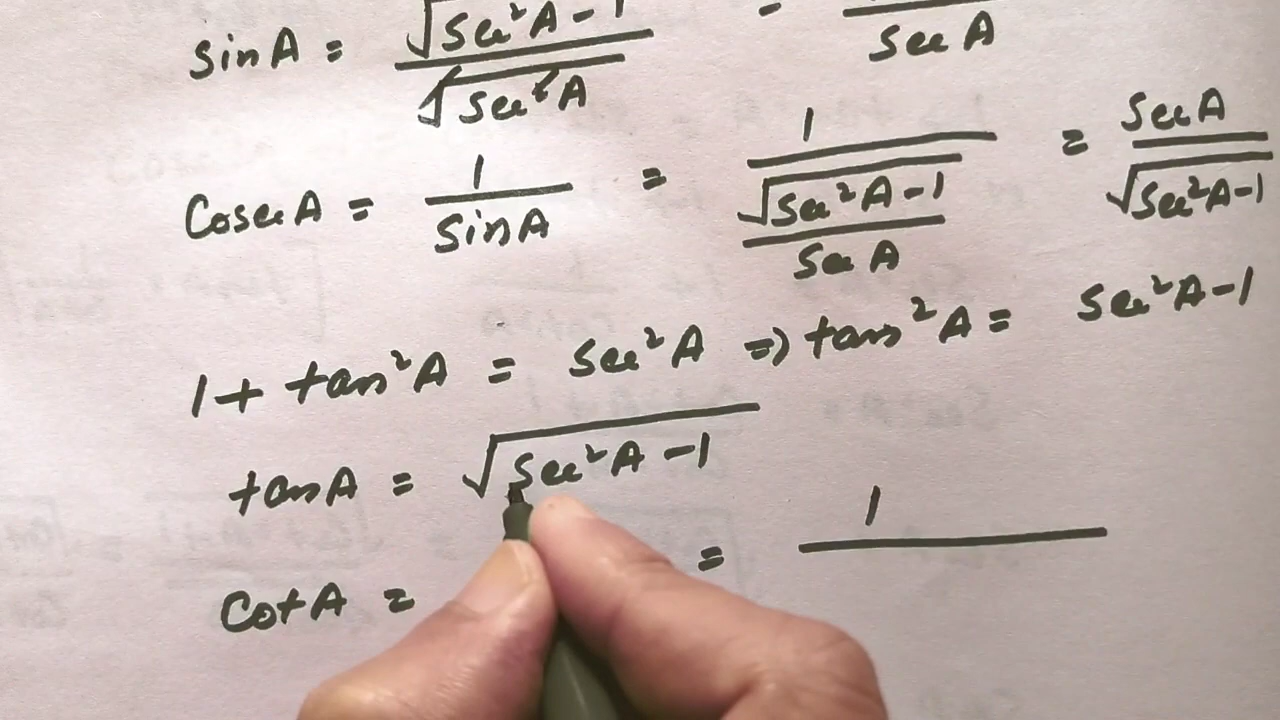 sinA = √sec²A-1 / √sec²A = / secA
cosecA = 1 / sinA = 1 / (√sec²A-1 / secA) = secA / √sec²A-1
1 + tan²A = sec²A ⇒ tan²A = sec²A-1
tanA = √sec²A-1
cotA = = 1